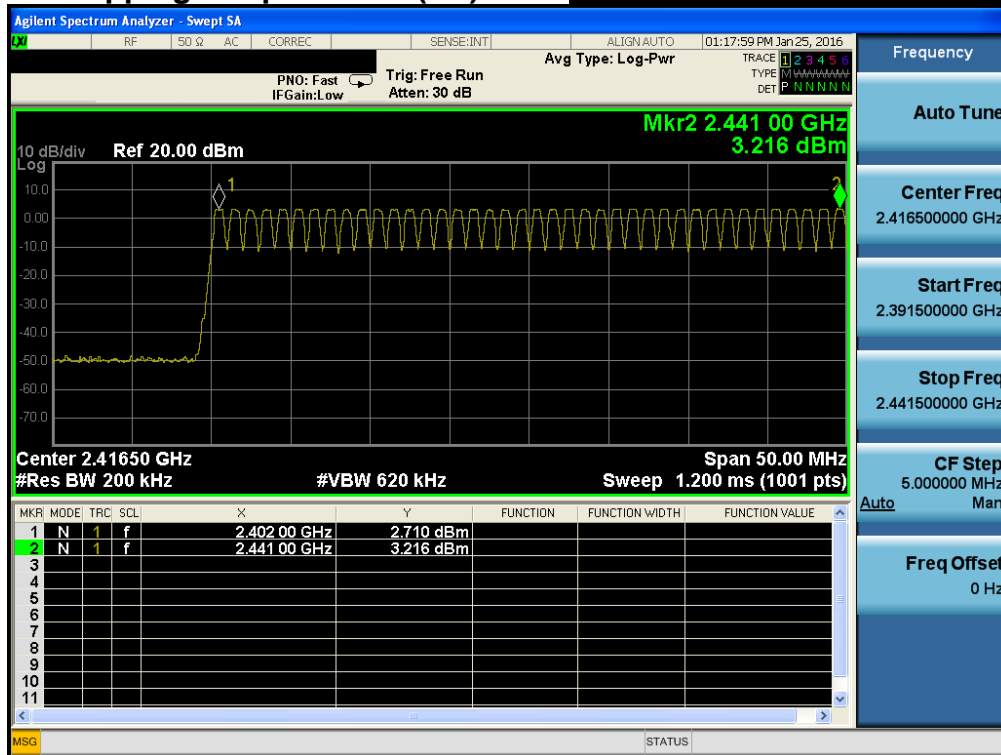 Agilent Spectrum Analyzer - Swept SA
LXI RF 50 Ω AC CORREC SENSE:INT ALIGN AUTO 01:17:59 PM Jan 25, 2016
Frequency
Avg Type: Log-Pwr
TRACE 1 2 3 4 5 6
TYPE M
DET P N N N N N
PNO: Fast
IFGain:Low
Trig: Free Run
Atten: 30 dB
Auto Tune
Mkr2 2.441 00 GHz
3.216 dBm
10 dB/div Ref 20.00 dBm
Log
1
2
10.0
0.00
-10.0
-20.0
-30.0
-40.0
-50.0
-60.0
-70.0
Center Freq
2.416500000 GHz
Start Freq
2.391500000 GHz
Stop Freq
2.441500000 GHz
Center 2.41650 GHz Span 50.00 MHz
#Res BW 200 kHz #VBW 620 kHz Sweep 1.200 ms (1001 pts)
CF Step
5.000000 MHz
Auto Man
Freq Offset
0 Hz
MKR MODE TRC SCL X Y FUNCTION FUNCTION WIDTH FUNCTION VALUE
1 N 1 f 2.402 00 GHz 2.710 dBm
2 N 1 f 2.441 00 GHz 3.216 dBm
3
4
5
6
7
8
9
10
11
MSG STATUS